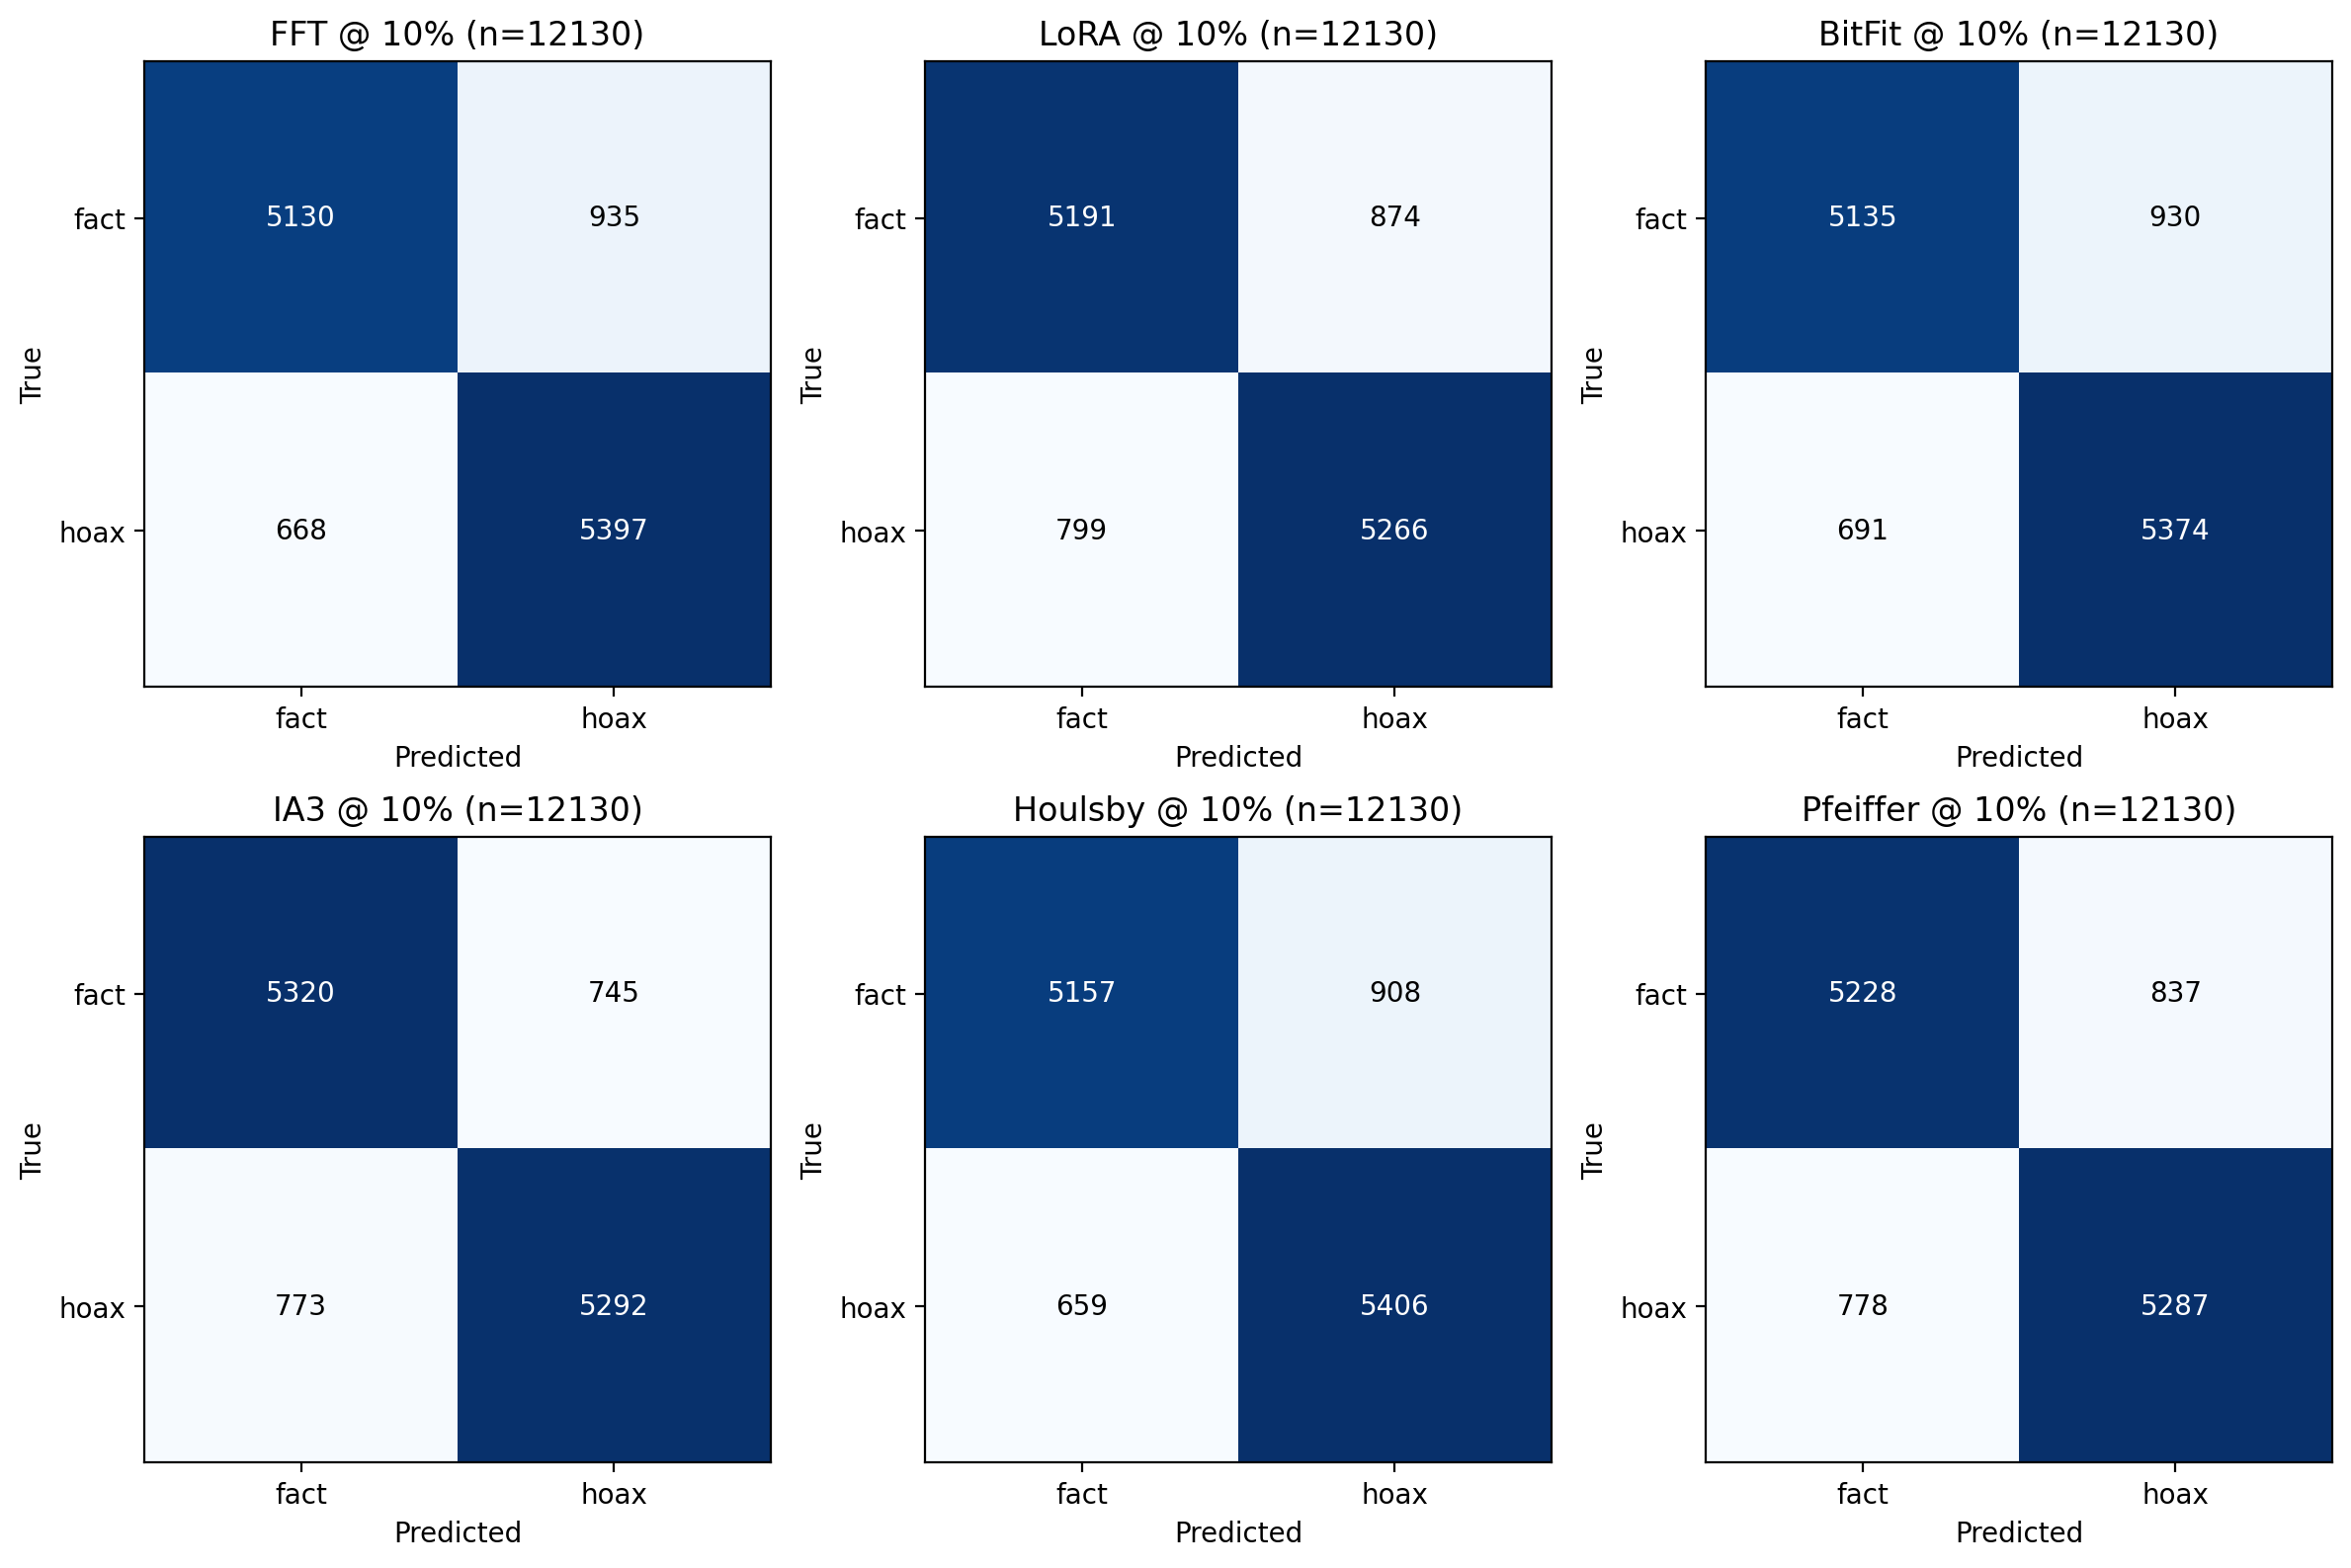 FFT @ 10% (n=12130)
True
fact
5130
935
hoax
668
5397
fact
hoax
Predicted
LoRA @ 10% (n=12130)
True
fact
5191
874
hoax
799
5266
fact
hoax
Predicted
BitFit @ 10% (n=12130)
True
fact
5135
930
hoax
691
5374
fact
hoax
Predicted
IA3 @ 10% (n=12130)
True
fact
5320
745
hoax
773
5292
fact
hoax
Predicted
Houlsby @ 10% (n=12130)
True
fact
5157
908
hoax
659
5406
fact
hoax
Predicted
Pfeiffer @ 10% (n=12130)
True
fact
5228
837
hoax
778
5287
fact
hoax
Predicted